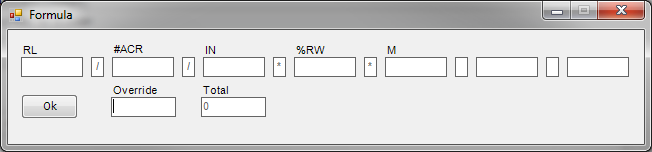 Formula
RL #ACR IN %RW M
/ / * *
Override Total
Ok 0